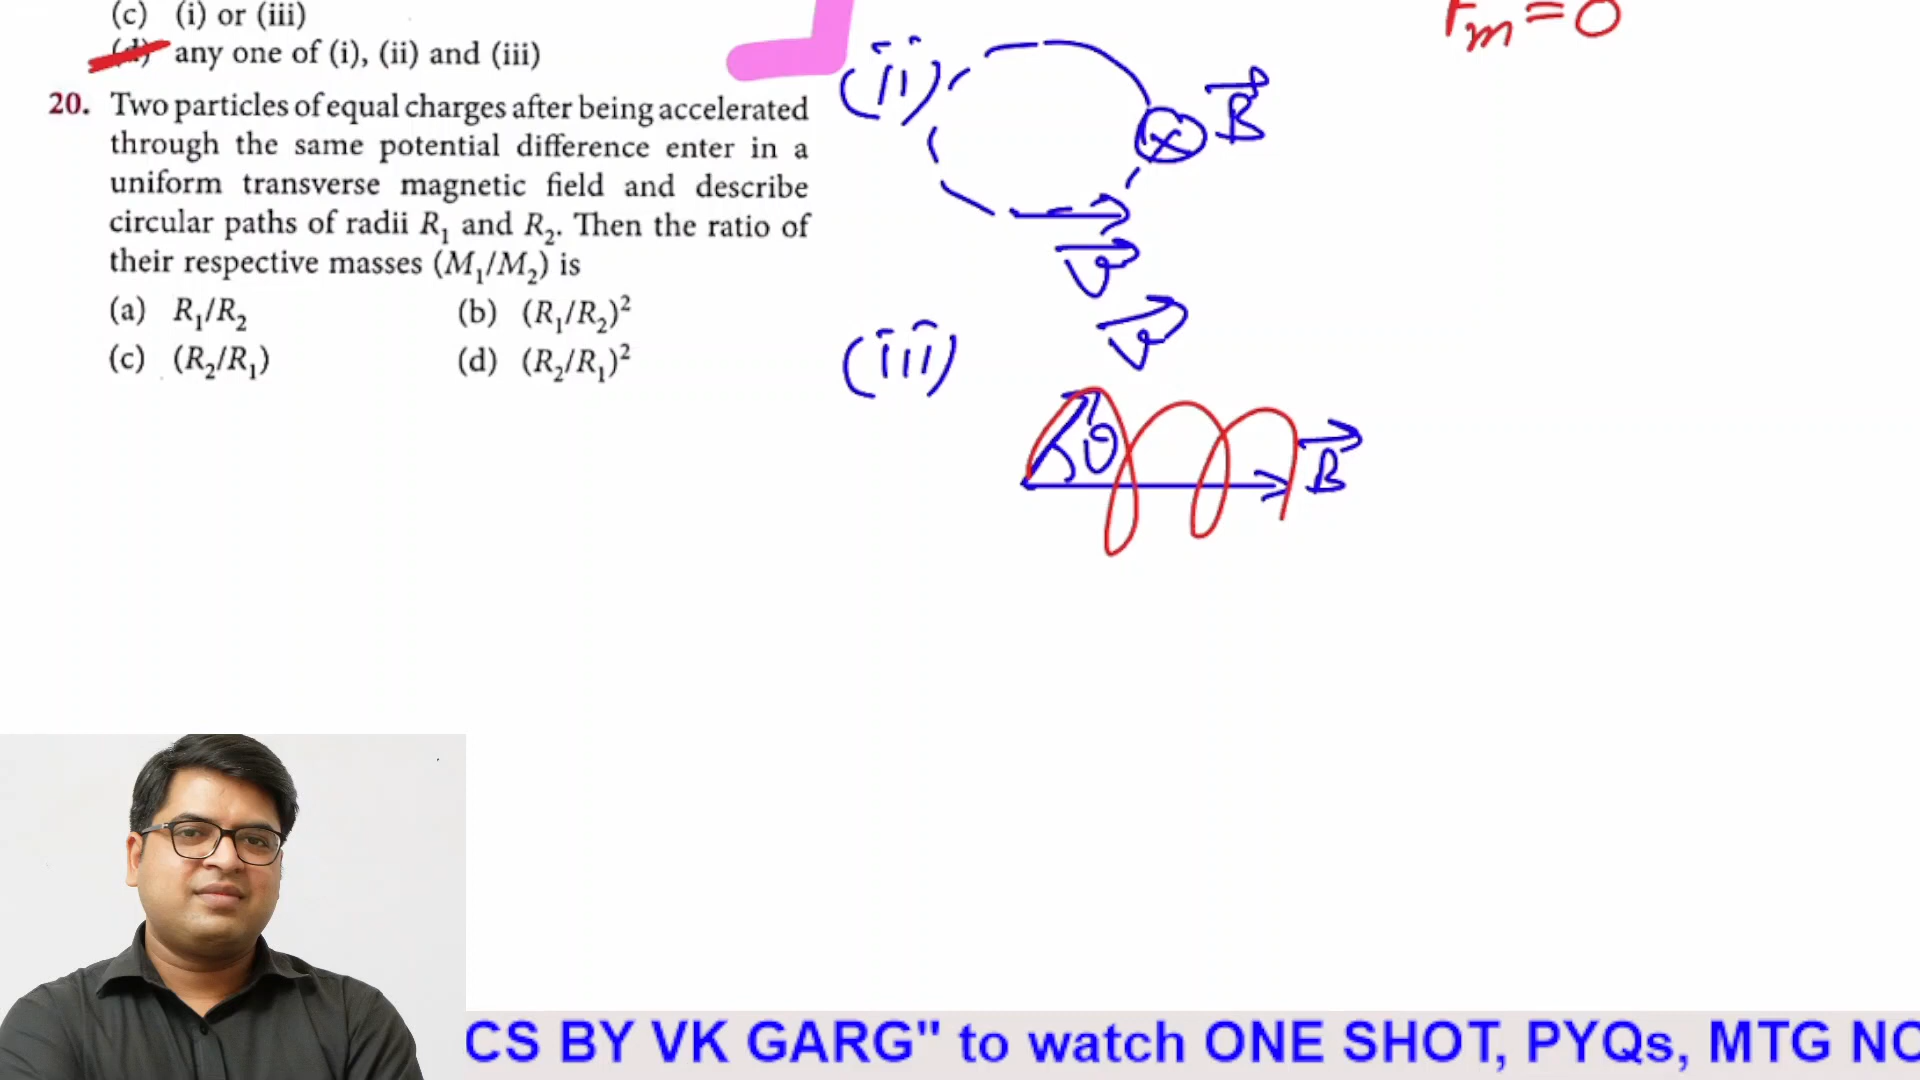 (c) (i) or (iii)
(d) any one of (i), (ii) and (iii)
20. Two particles of equal charges after being accelerated
through the same potential difference enter in a
uniform transverse magnetic field and describe
circular paths of radii R₁ and R₂. Then the ratio of
their respective masses (M₁/M₂) is
(a) R₁/R₂ (b) (R₁/R₂)²
(c) (R₂/R₁) (d) (R₂/R₁)²
Fm = 0
(ii)
B
v
(iii)
v
θ
B
CS BY VK GARG" to watch ONE SHOT, PYQs, MTG NC